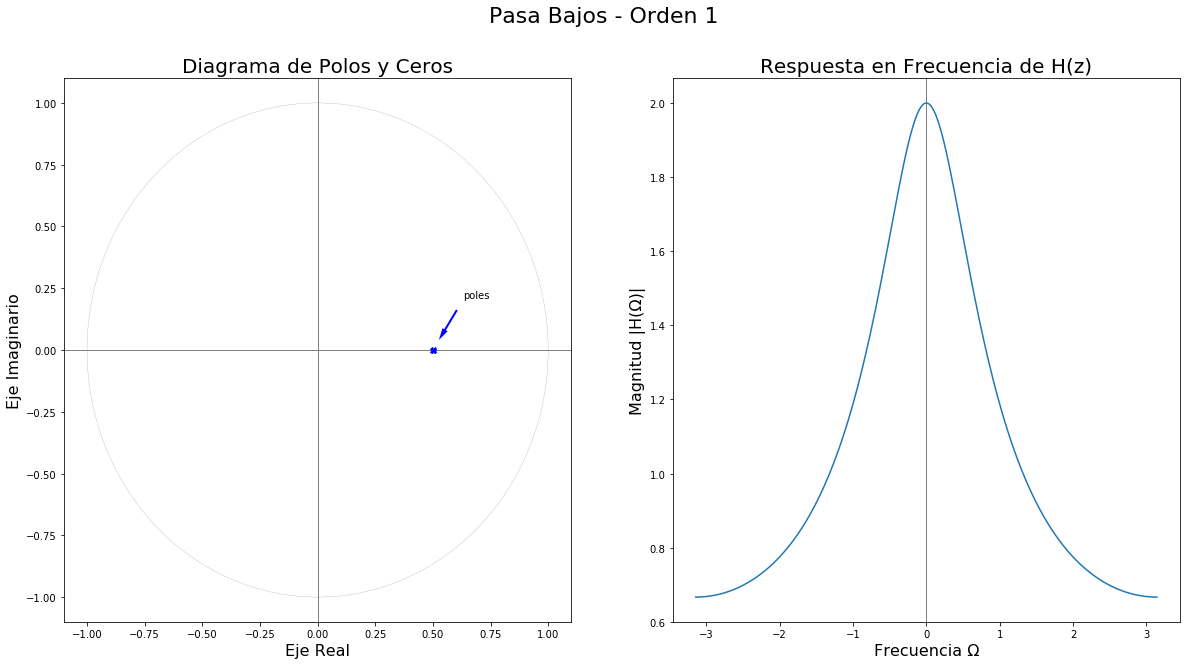 Pasa Bajos - Orden 1
Diagrama de Polos y Ceros
1.00
0.75
0.50
0.25
0.00
−0.25
−0.50
−0.75
−1.00
Eje Imaginario
poles
−1.00 −0.75 −0.50 −0.25 0.00 0.25 0.50 0.75 1.00
Eje Real
Respuesta en Frecuencia de H(z)
2.0
1.8
1.6
1.4
1.2
1.0
0.8
0.6
Magnitud |H(Ω)|
−3 −2 −1 0 1 2 3
Frecuencia Ω